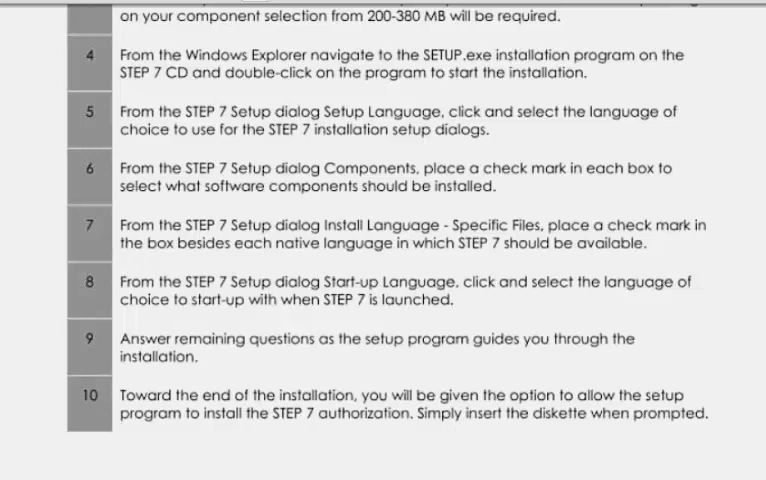 on your component selection from 200-380 MB will be required.
4 From the Windows Explorer navigate to the SETUP.exe installation program on the
STEP 7 CD and double-click on the program to start the installation.
5 From the STEP 7 Setup dialog Setup Language, click and select the language of
choice to use for the STEP 7 installation setup dialogs.
6 From the STEP 7 Setup dialog Components, place a check mark in each box to
select what software components should be installed.
7 From the STEP 7 Setup dialog Install Language - Specific Files, place a check mark in
the box besides each native language in which STEP 7 should be available.
8 From the STEP 7 Setup dialog Start-up Language, click and select the language of
choice to start-up with when STEP 7 is launched.
9 Answer remaining questions as the setup program guides you through the
installation.
10 Toward the end of the installation, you will be given the option to allow the setup
program to install the STEP 7 authorization. Simply insert the diskette when prompted.